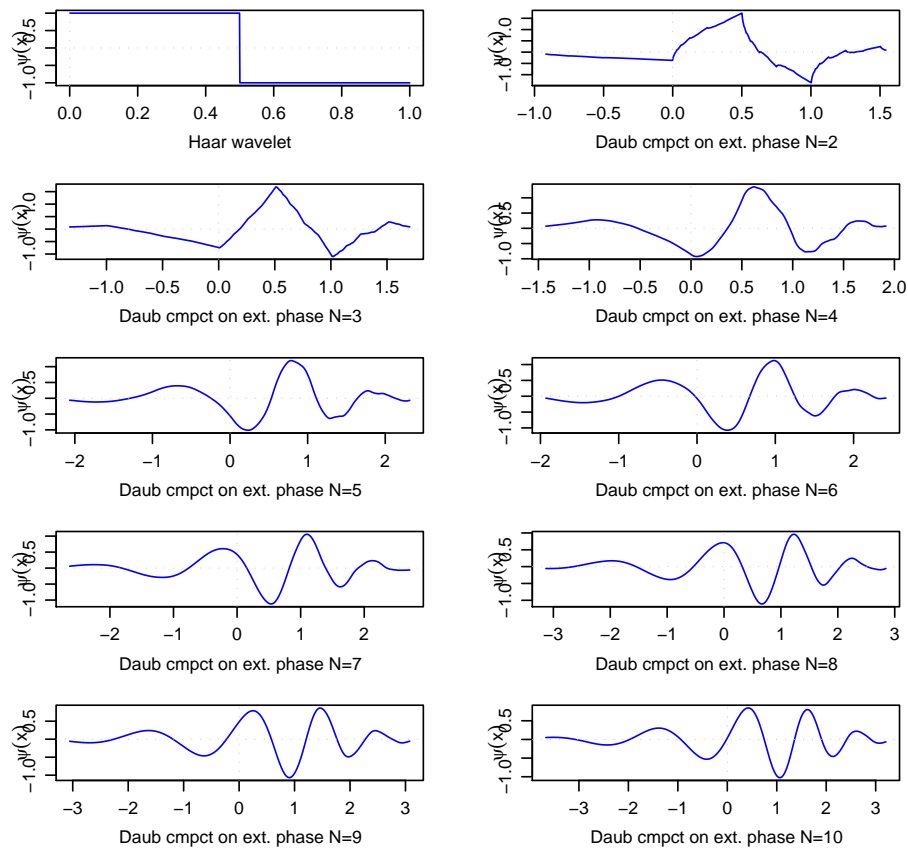 ψ(x)
−1.0 0.5
0.0 0.2 0.4 0.6 0.8 1.0
Haar wavelet
ψ(x)
−1.0 1.0
−1.0 −0.5 0.0 0.5 1.0 1.5
Daub cmpct on ext. phase N=2
ψ(x)
−1.0 1.0
−1.0 −0.5 0.0 0.5 1.0 1.5
Daub cmpct on ext. phase N=3
ψ(x)
−1.0 0.5
−1.5 −1.0 −0.5 0.0 0.5 1.0 1.5 2.0
Daub cmpct on ext. phase N=4
ψ(x)
−1.0 0.5
−2 −1 0 1 2
Daub cmpct on ext. phase N=5
ψ(x)
−1.0 0.5
−2 −1 0 1 2
Daub cmpct on ext. phase N=6
ψ(x)
−1.0 0.5
−2 −1 0 1 2
Daub cmpct on ext. phase N=7
ψ(x)
−1.0 0.5
−3 −2 −1 0 1 2 3
Daub cmpct on ext. phase N=8
ψ(x)
−1.0 0.5
−3 −2 −1 0 1 2 3
Daub cmpct on ext. phase N=9
ψ(x)
−1.0 0.5
−3 −2 −1 0 1 2 3
Daub cmpct on ext. phase N=10